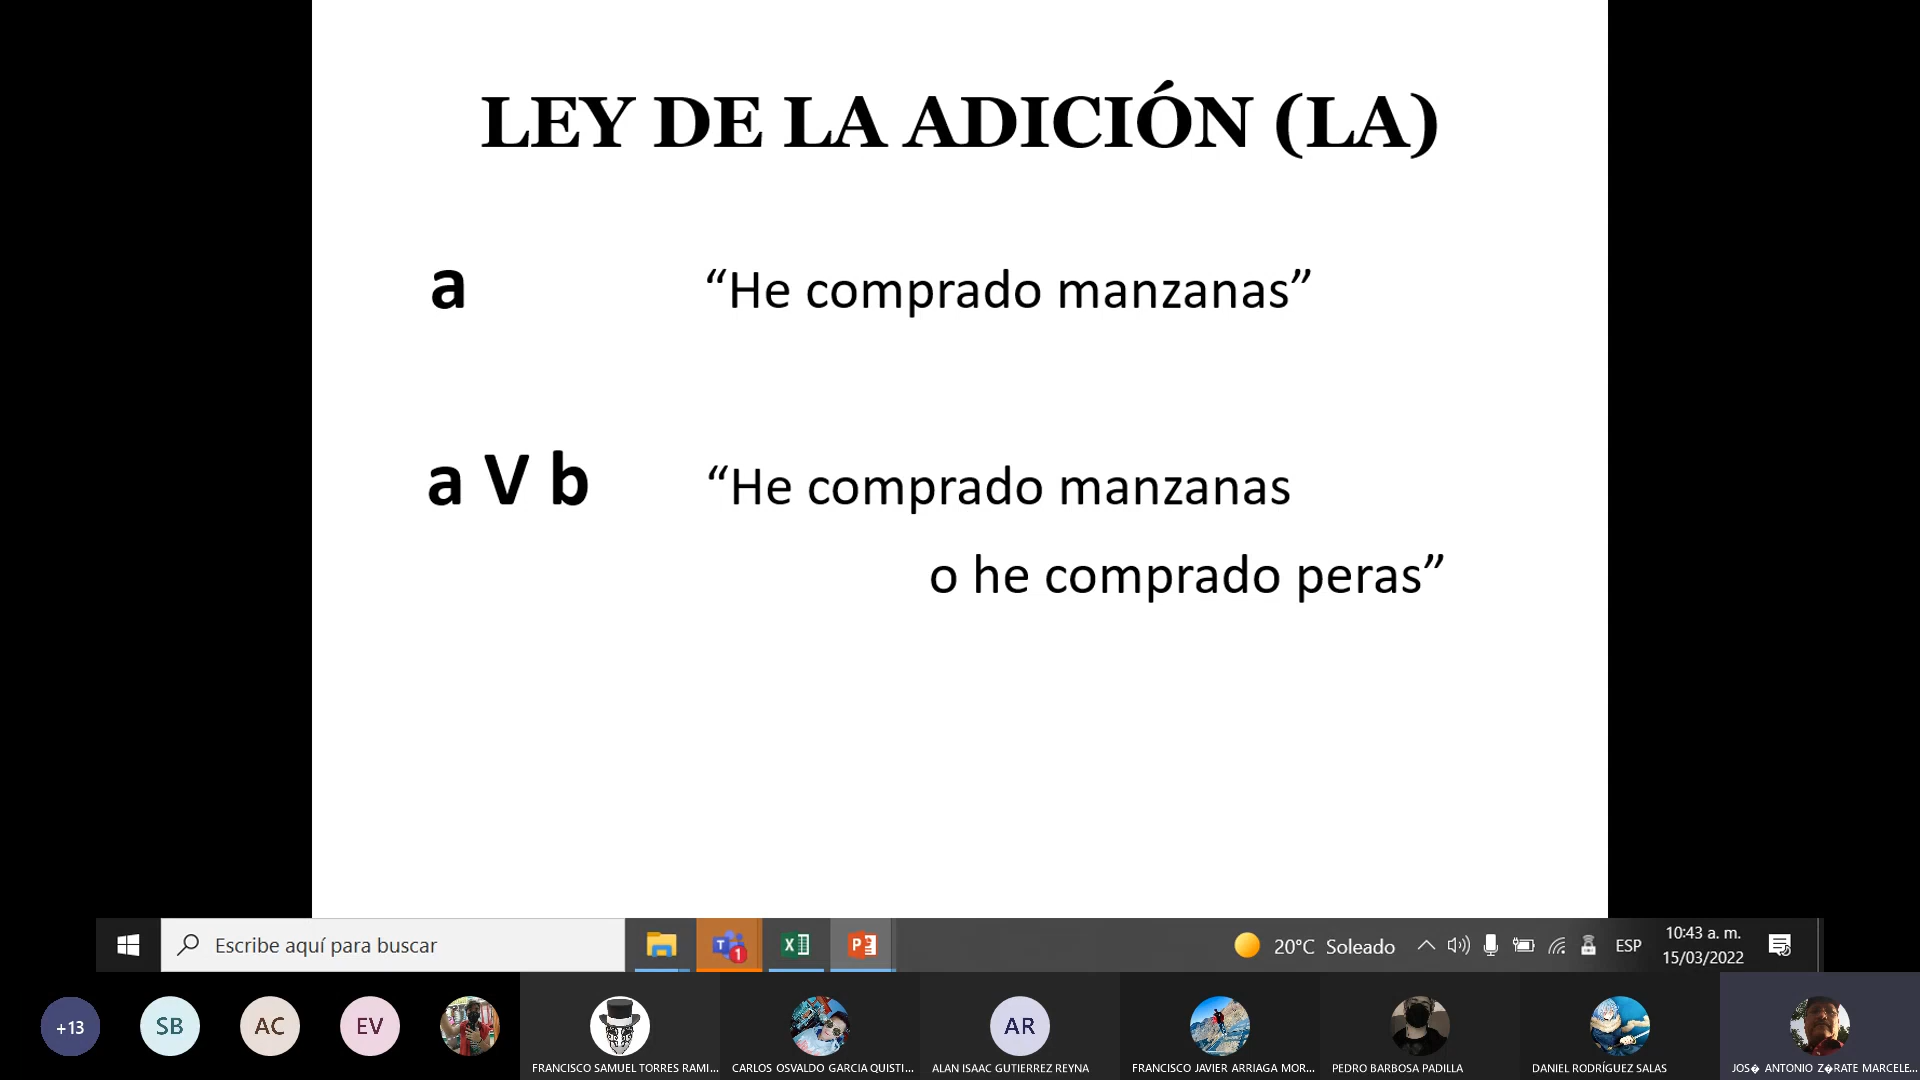 LEY DE LA ADICIÓN (LA)
a “He comprado manzanas”
a V b “He comprado manzanas
o he comprado peras”
Escribe aquí para buscar
1
20°C Soleado
ESP
10:43 a. m.
15/03/2022
+13
SB
AC
EV
AR
FRANCISCO SAMUEL TORRES RAMI...
CARLOS OSVALDO GARCIA QUISTI...
ALAN ISAAC GUTIERREZ REYNA
FRANCISCO JAVIER ARRIAGA MOR...
PEDRO BARBOSA PADILLA
DANIEL RODRÍGUEZ SALAS
JOS� ANTONIO Z�RATE MARCELE...